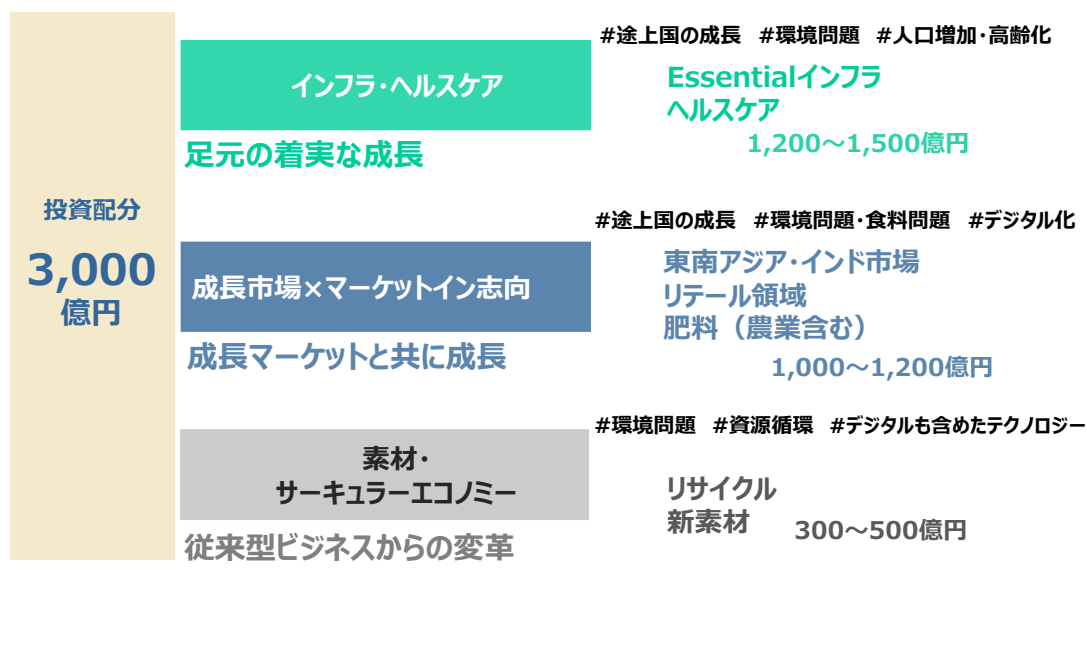 投資配分
3,000
億円
#途上国の成長 #環境問題 #人口増加・高齢化
インフラ・ヘルスケア
Essentialインフラ
ヘルスケア
1,200～1,500億円
足元の着実な成長
#途上国の成長 #環境問題・食料問題 #デジタル化
成長市場×マーケットイン志向
東南アジア・インド市場
リテール領域
肥料（農業含む）
1,000～1,200億円
成長マーケットと共に成長
#環境問題 #資源循環 #デジタルも含めたテクノロジー
素材・
サーキュラーエコノミー
リサイクル
新素材
300～500億円
従来型ビジネスからの変革